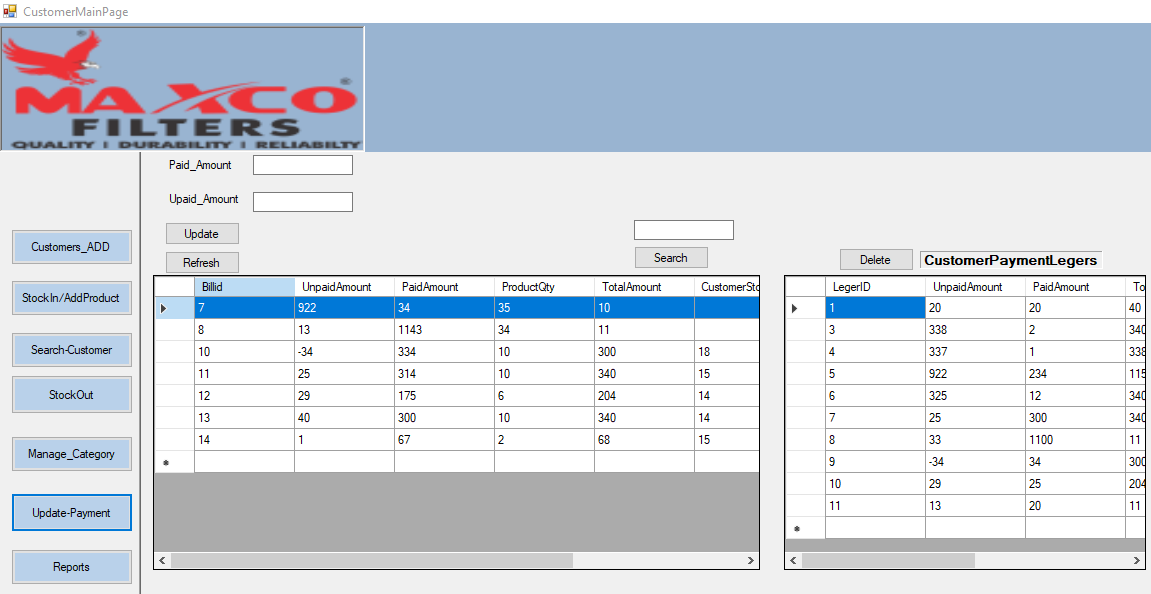 CustomerMainPage
MAXCO
FILTERS
QUALITY | DURABILITY | RELIABILTY
Paid_Amount
Upaid_Amount
Update
Refresh
Search
Delete
CustomerPaymentLegers
Customers_ADD
StockIn/AddProduct
Search-Customer
StockOut
Manage_Category
Update-Payment
Reports
Billid UnpaidAmount PaidAmount ProductQty TotalAmount CustomerSto
7 922 34 35 10
8 13 1143 34 11
10 -34 334 10 300 18
11 25 314 10 340 15
12 29 175 6 204 14
13 40 300 10 340 14
14 1 67 2 68 15
LegerID UnpaidAmount PaidAmount To
1 20 20 40
3 338 2 340
4 337 1 338
5 922 234 115
6 325 12 340
7 25 300 340
8 33 1100 11
9 -34 34 300
10 29 25 204
11 13 20 11